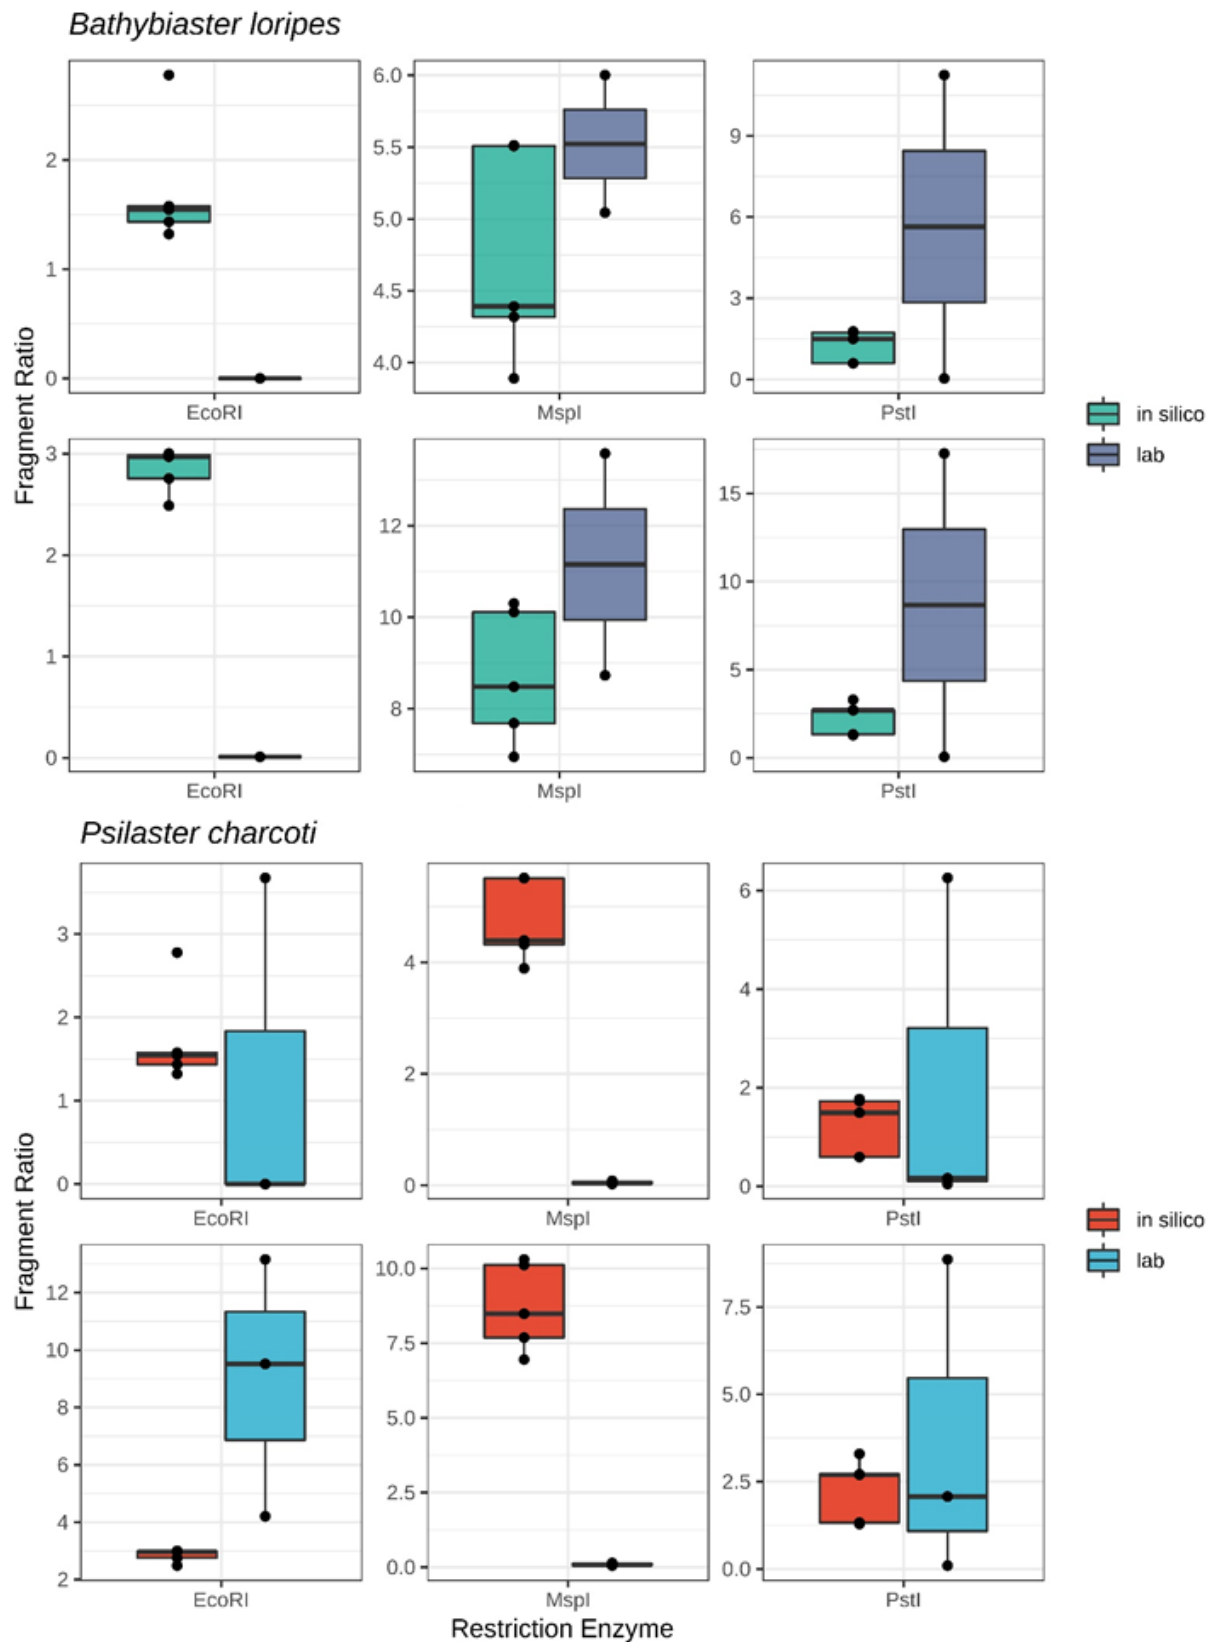 Bathybiaster loripes
Fragment Ratio
2
1
0
EcoRI
6.0
5.5
5.0
4.5
4.0
MspI
9
6
3
0
PstI
3
2
1
0
EcoRI
12
10
8
MspI
15
10
5
0
PstI
in silico
lab
Psilaster charcoti
Fragment Ratio
3
2
1
0
EcoRI
4
2
0
MspI
6
4
2
0
PstI
12
10
8
6
4
2
EcoRI
10.0
7.5
5.0
2.5
0.0
MspI
7.5
5.0
2.5
0.0
PstI
in silico
lab
Restriction Enzyme